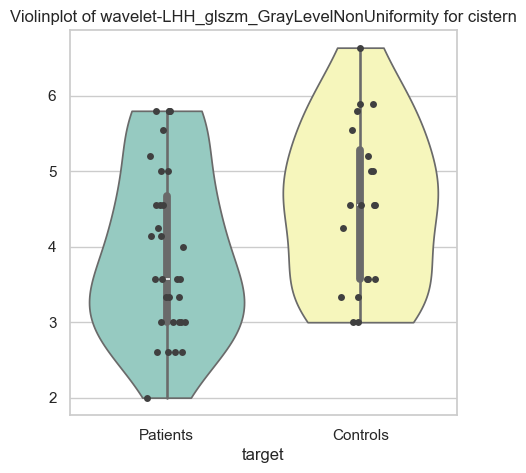 Violinplot of wavelet-LHH_glszm_GrayLevelNonUniformity for cistern
6
5
4
3
2
Patients Controls
target